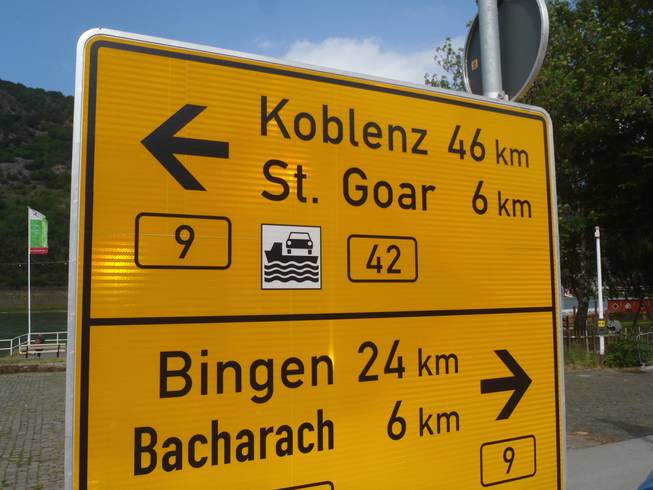 Koblenz 46 km
St. Goar 6 km
9 42
Bingen 24 km
Bacharach 6 km
9